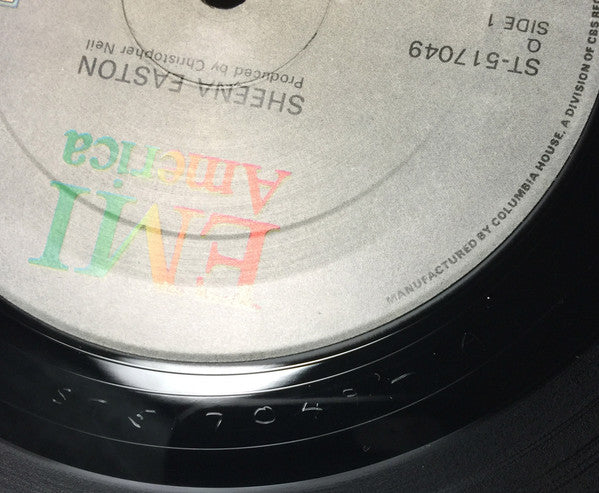 EMI
America
SHEENA EASTON
Produced by Christopher Neil
ST-517049
Q
SIDE 1
MANUFACTURED BY COLUMBIA HOUSE, A DIVISION OF CBS REC